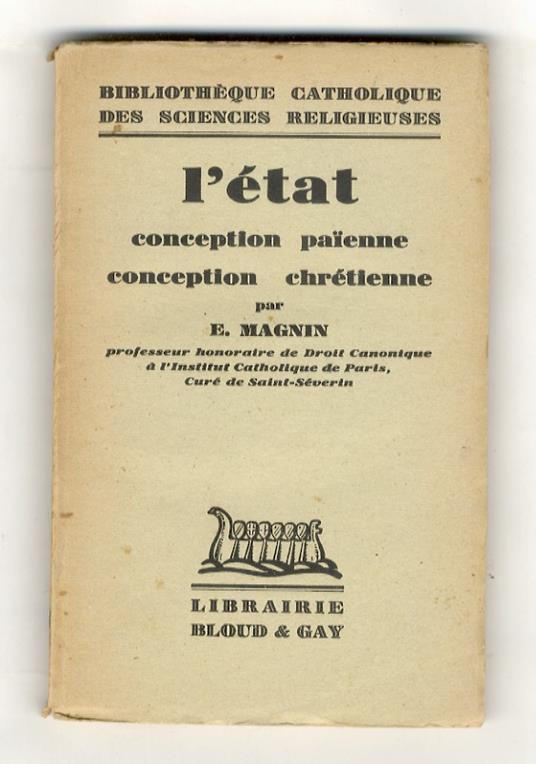 BIBLIOTHÈQUE CATHOLIQUE
DES SCIENCES RELIGIEUSES
l'état
conception païenne
conception chrétienne
par
E. MAGNIN
professeur honoraire de Droit Canonique
à l'Institut Catholique de Paris,
Curé de Saint-Séverin
LIBRAIRIE
BLOUD & GAY